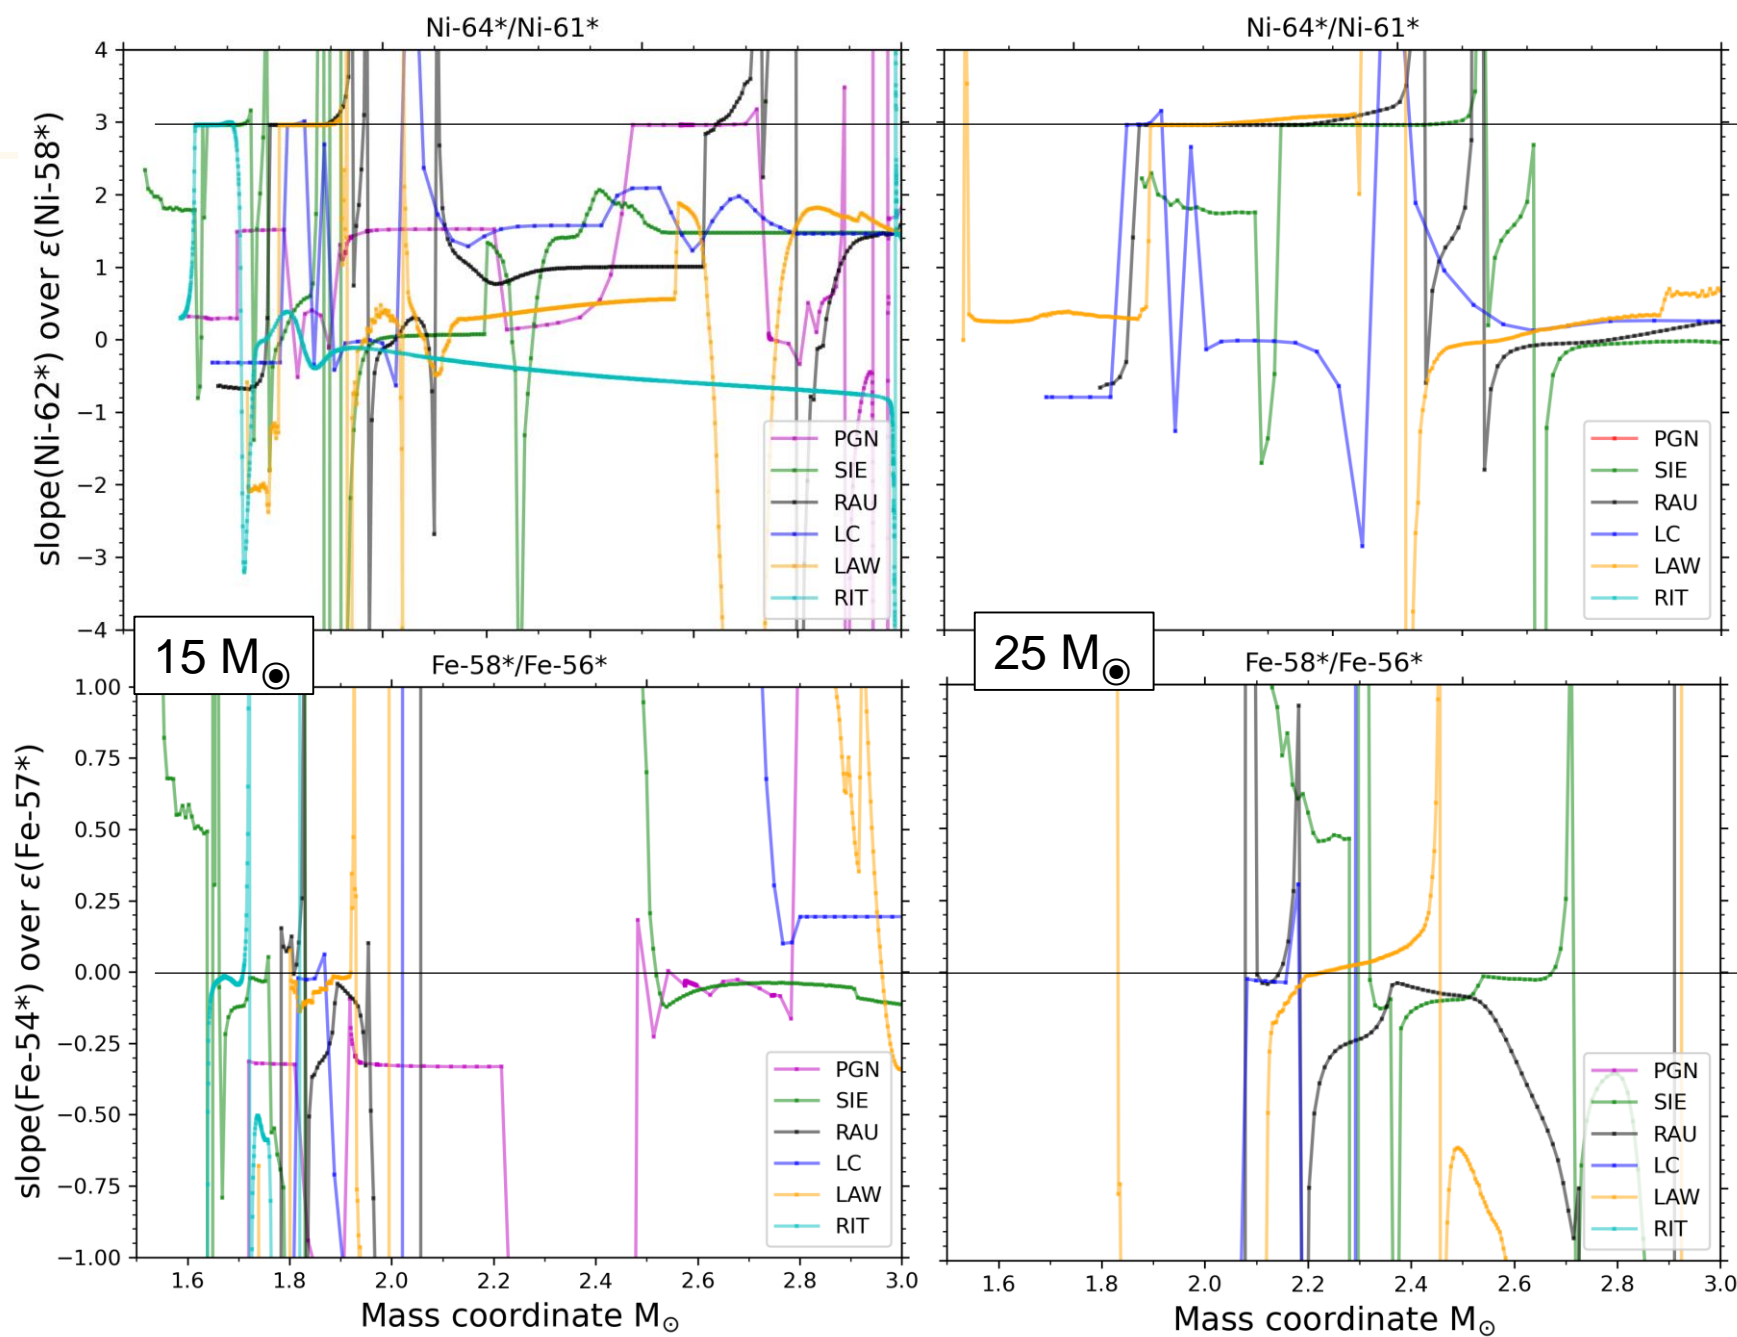 Ni-64*/Ni-61*
Ni-64*/Ni-61*
slope(Ni-62*) over ε(Ni-58*)
4
3
2
1
0
−1
−2
−3
−4
PGN
SIE
RAU
LC
LAW
RIT
PGN
SIE
RAU
LC
LAW
RIT
15 M☉
25 M☉
Fe-58*/Fe-56*
Fe-58*/Fe-56*
slope(Fe-54*) over ε(Fe-57*)
1.00
0.75
0.50
0.25
0.00
−0.25
−0.50
−0.75
−1.00
PGN
SIE
RAU
LC
LAW
RIT
PGN
SIE
RAU
LC
LAW
RIT
1.6 1.8 2.0 2.2 2.4 2.6 2.8 3.0
1.6 1.8 2.0 2.2 2.4 2.6 2.8 3.0
Mass coordinate M☉
Mass coordinate M☉